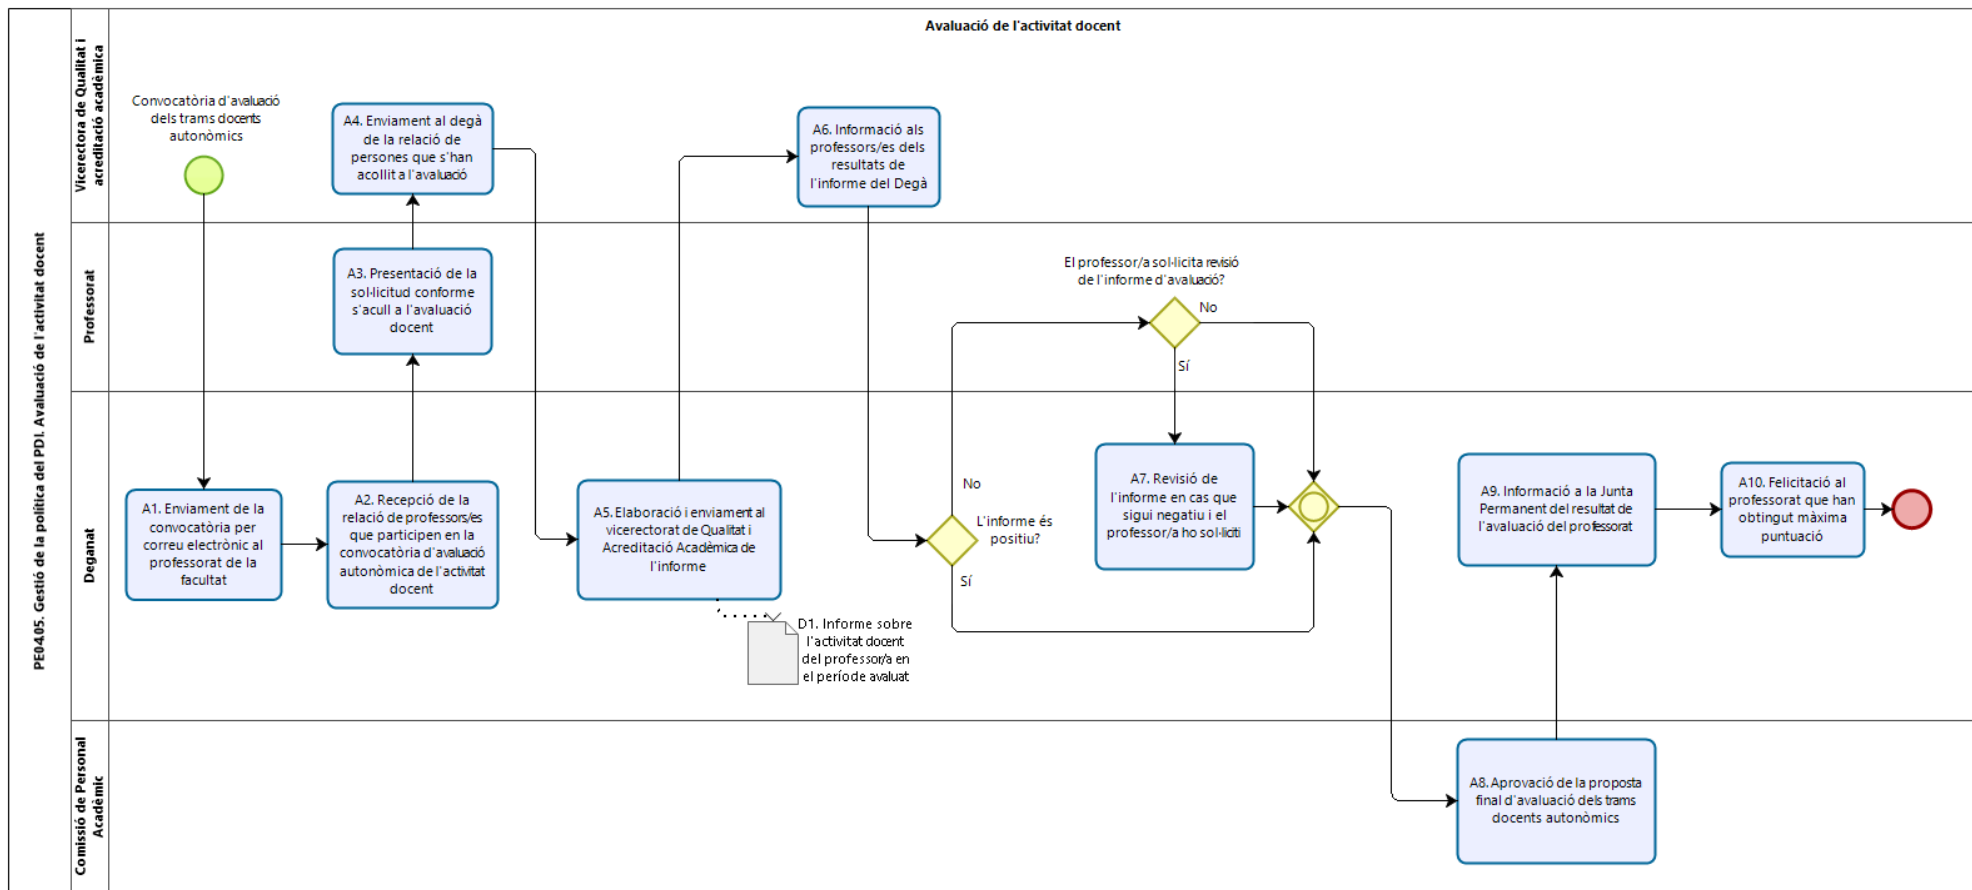 Avaluació de l'activitat docent
PE04.05. Gestió de la política del PDI. Avaluació de l'activitat docent
Vicerectora de Qualitat i
acreditació acadèmica
Convocatòria d'avaluació
dels trams docents
autonòmics
A4. Enviament al degà
de la relació de
persones que s'han
acollit a l'avaluació
A6. Informació als
professors/es dels
resultats de
l'informe del Degà
Professorat
A3. Presentació de la
sol·licitud conforme
s'acull a l'avaluació
docent
El professor/a sol·licita revisió
de l'informe d'avaluació?
No
Sí
Deganat
A1. Enviament de la
convocatòria per
correu electrònic al
professorat de la
facultat
A2. Recepció de la
relació de professors/es
que participen en la
convocatòria d'avaluació
autonòmica de l'activitat
docent
A5. Elaboració i enviament al
vicerectorat de Qualitat i
Acreditació Acadèmica de
l'informe
D1. Informe sobre
l'activitat docent
del professor/a en
el període avaluat
No
L'informe és
positiu?
Sí
A7. Revisió de
l'informe en cas que
sigui negatiu i el
professor/a ho sol·liciti
A9. Informació a la Junta
Permanent del resultat de
l'avaluació del professorat
A10. Felicitació al
professorat que han
obtingut màxima
puntuació
Comissió de Personal
Acadèmic
A8. Aprovació de la proposta
final d'avaluació dels trams
docents autonòmics